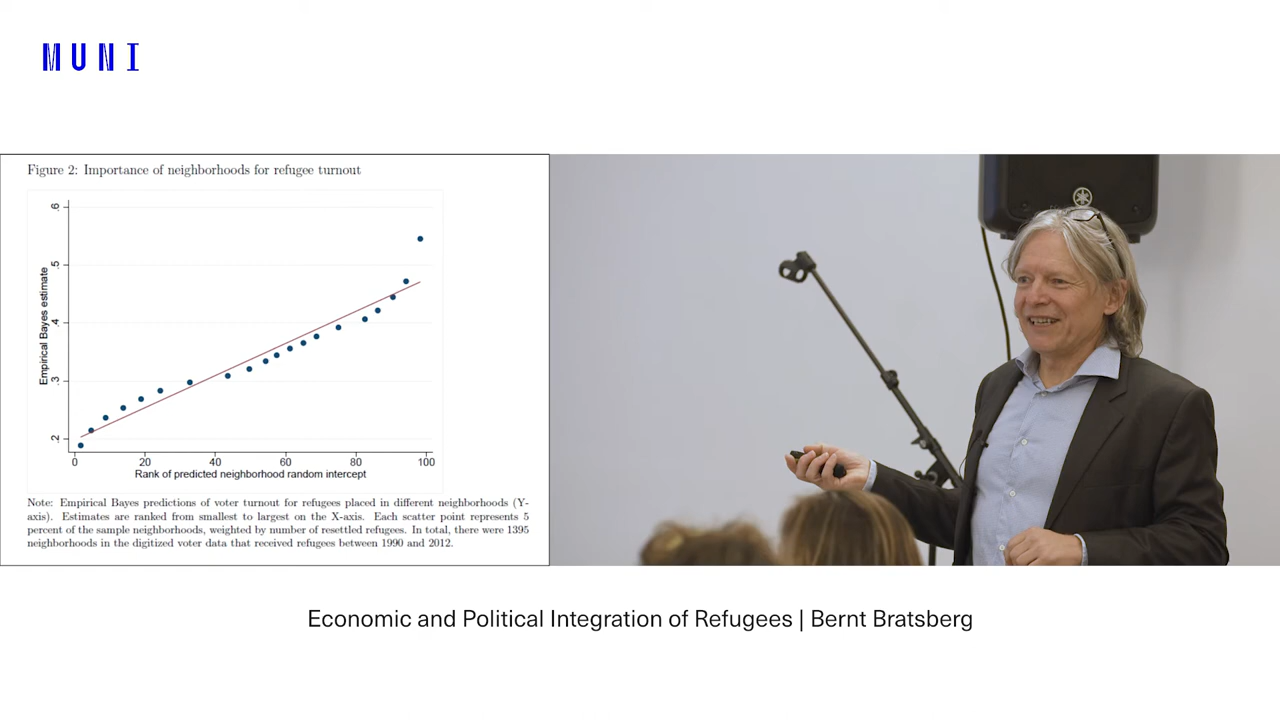 MUNI
Figure 2: Importance of neighborhoods for refugee turnout
Empirical Bayes estimate
.6
.5
.4
.3
.2
0 20 40 60 80 100
Rank of predicted neighborhood random intercept
Note: Empirical Bayes predictions of voter turnout for refugees placed in different neighborhoods (Y-
axis). Estimates are ranked from smallest to largest on the X-axis. Each scatter point represents 5
percent of the sample neighborhoods, weighted by number of resettled refugees. In total, there were 1395
neighborhoods in the digitized voter data that received refugees between 1990 and 2012.
Economic and Political Integration of Refugees | Bernt Bratsberg